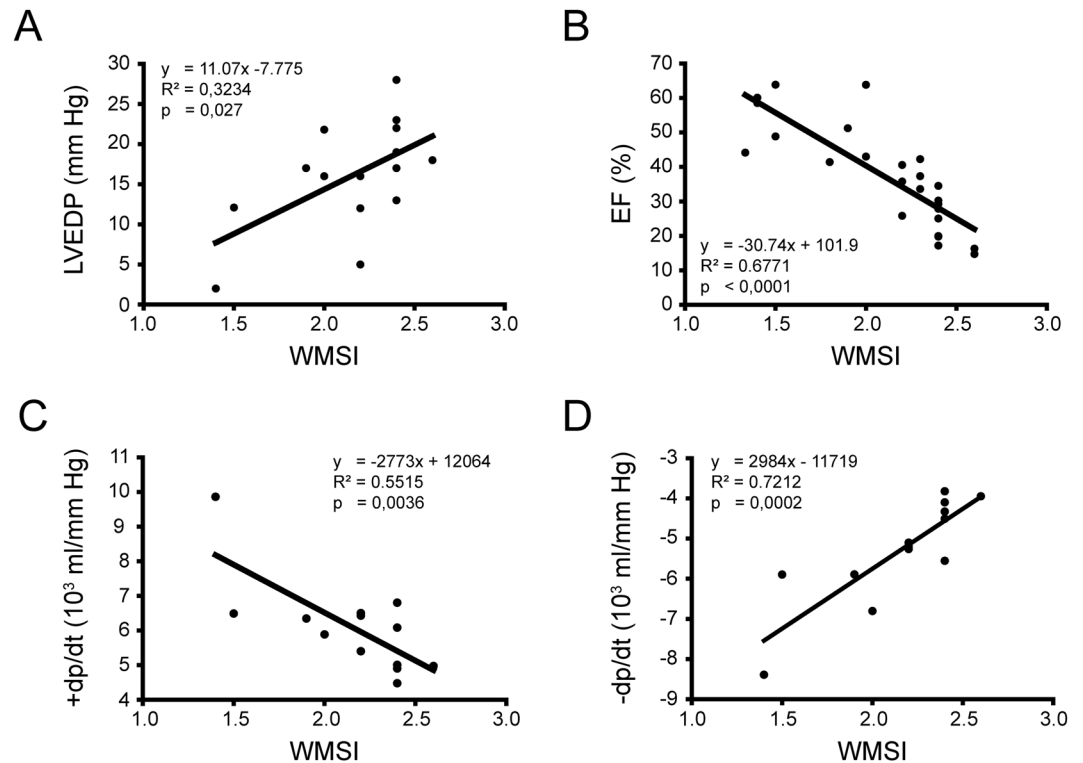 A
LVEDP (mm Hg)
30
25
20
15
10
5
0
y = 11.07x -7.775
R² = 0,3234
p = 0,027
1.0 1.5 2.0 2.5 3.0
WMSI
B
EF (%)
70
60
50
40
30
20
10
0
y = -30.74x + 101.9
R² = 0.6771
p < 0,0001
1.0 1.5 2.0 2.5 3.0
WMSI
C
+dp/dt (10³ ml/mm Hg)
11
10
9
8
7
6
5
4
y = -2773x + 12064
R² = 0.5515
p = 0,0036
1.0 1.5 2.0 2.5 3.0
WMSI
D
-dp/dt (10³ ml/mm Hg)
-3
-4
-5
-6
-7
-8
-9
y = 2984x - 11719
R² = 0.7212
p = 0,0002
1.0 1.5 2.0 2.5 3.0
WMSI